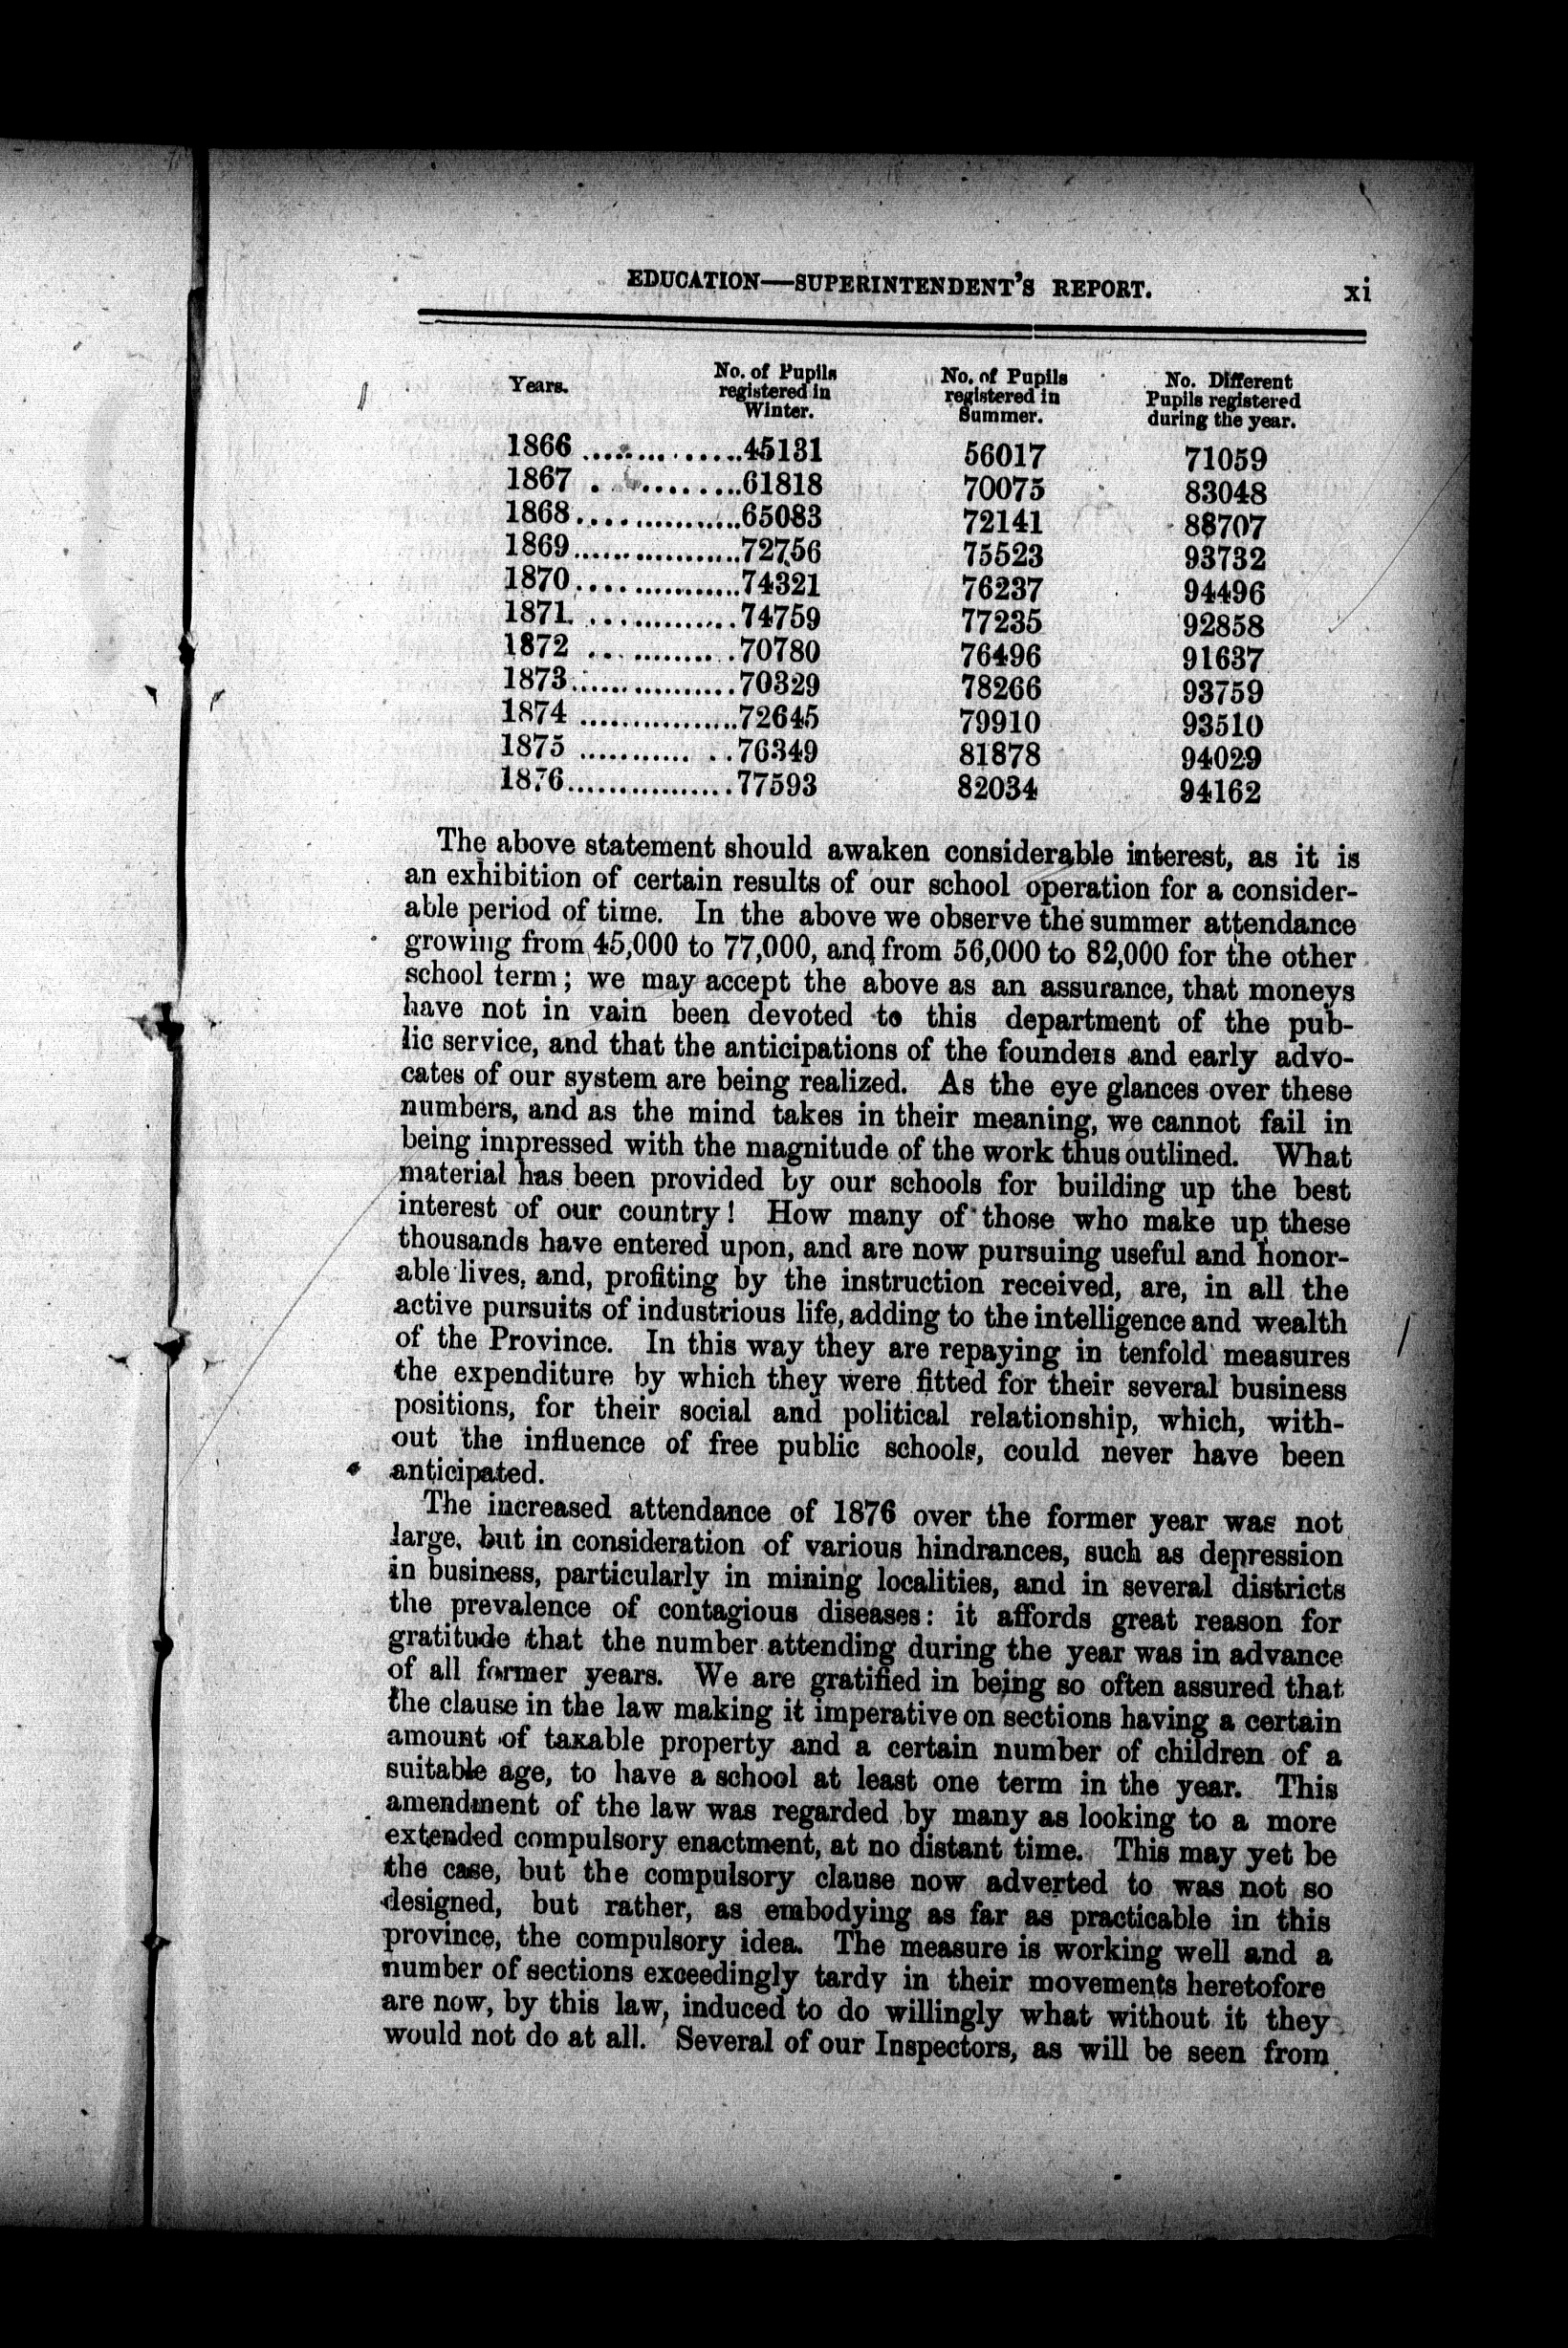 EDUCATION—SUPERINTENDENT'S REPORT. xi
Years. No. of Pupils registered in Winter. No. of Pupils registered in Summer. No. Different Pupils registered during the year.
1866 ..............45131 56017 71059
1867 . ..........61818 70075 83048
1868................65083 72141 88707
1869.................72756 75523 93732
1870................74321 76237 94496
1871. ..............74759 77235 92858
1872 ..............70780 76496 91637
1873................70329 78266 93759
1874 ................72645 79910 93510
1875 ........... ..76349 81878 94029
1876................77593 82034 94162
The above statement should awaken considerable interest, as it is
an exhibition of certain results of our school operation for a consider-
able period of time. In the above we observe the summer attendance
growing from 45,000 to 77,000, and from 56,000 to 82,000 for the other
school term; we may accept the above as an assurance, that moneys
have not in vain been devoted to this department of the pub-
lic service, and that the anticipations of the founders and early advo-
cates of our system are being realized. As the eye glances over these
numbers, and as the mind takes in their meaning, we cannot fail in
being impressed with the magnitude of the work thus outlined. What
material has been provided by our schools for building up the best
interest of our country! How many of those who make up these
thousands have entered upon, and are now pursuing useful and honor-
able lives, and, profiting by the instruction received, are, in all the
active pursuits of industrious life, adding to the intelligence and wealth
of the Province. In this way they are repaying in tenfold measures
the expenditure by which they were fitted for their several business
positions, for their social and political relationship, which, with-
out the influence of free public schools, could never have been
anticipated.
The increased attendance of 1876 over the former year was not
large, but in consideration of various hindrances, such as depression
in business, particularly in mining localities, and in several districts
the prevalence of contagious diseases: it affords great reason for
gratitude that the number attending during the year was in advance
of all former years. We are gratified in being so often assured that
the clause in the law making it imperative on sections having a certain
amount of taxable property and a certain number of children of a
suitable age, to have a school at least one term in the year. This
amendment of the law was regarded by many as looking to a more
extended compulsory enactment, at no distant time. This may yet be
the case, but the compulsory clause now adverted to was not so
designed, but rather, as embodying as far as practicable in this
province, the compulsory idea. The measure is working well and a
number of sections exceedingly tardy in their movements heretofore
are now, by this law, induced to do willingly what without it they
would not do at all. Several of our Inspectors, as will be seen from